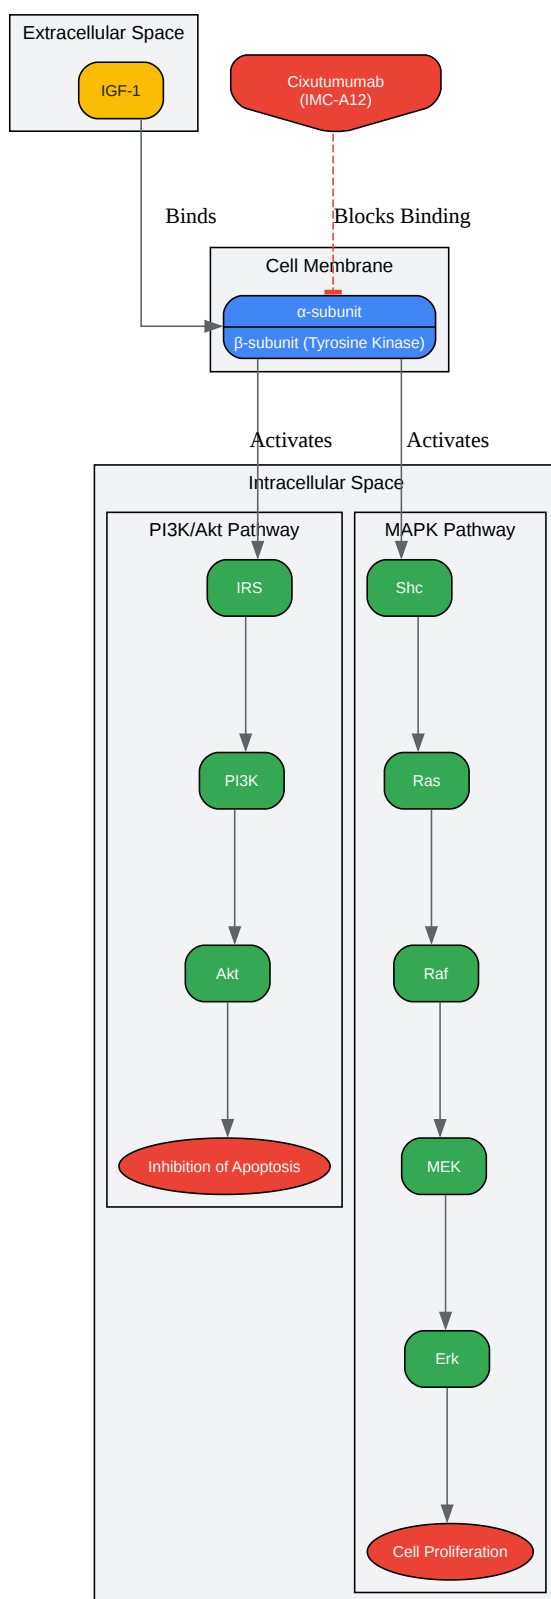 Extracellular Space
IGF-1
Cixutumumab
(IMC-A12)
Binds
Blocks Binding
Cell Membrane
α-subunit
β-subunit (Tyrosine Kinase)
Activates
Activates
Intracellular Space
PI3K/Akt Pathway
MAPK Pathway
IRS
Shc
PI3K
Ras
Akt
Raf
Inhibition of Apoptosis
MEK
Erk
Cell Proliferation